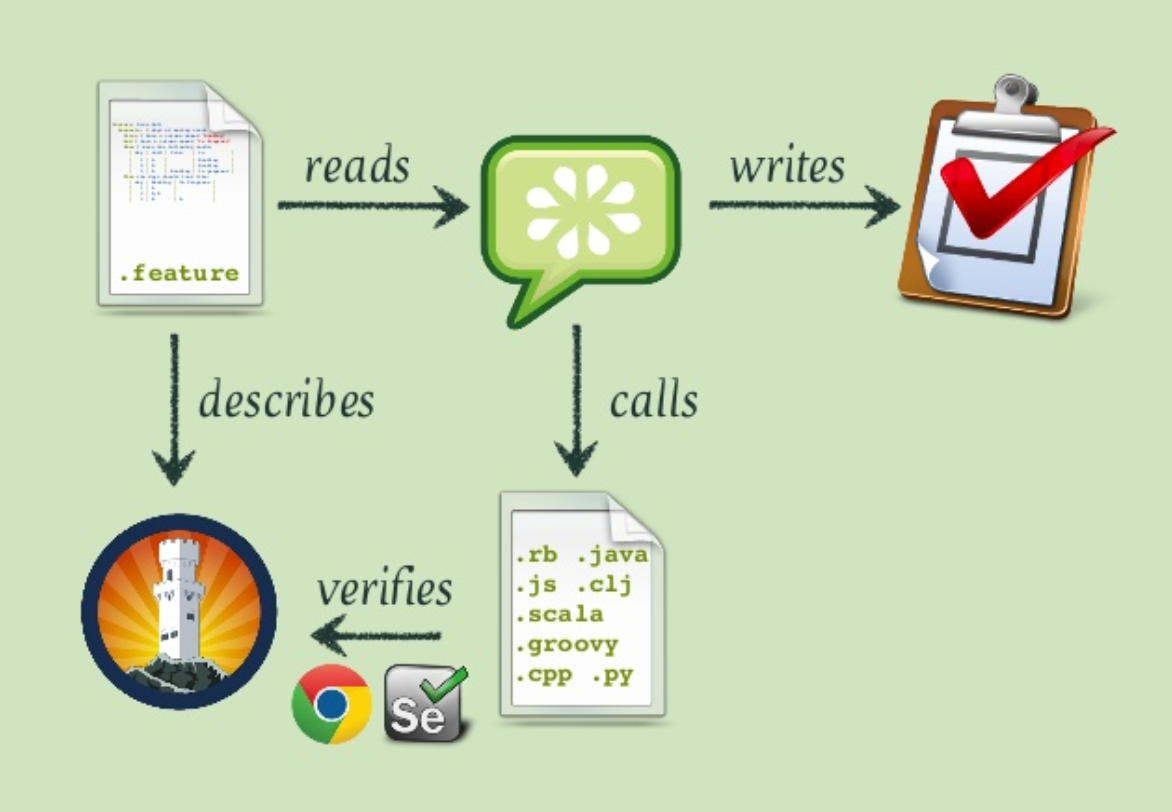 reads
writes
.feature
describes
calls
.rb .java
.js .clj
.scala
.groovy
.cpp .py
verifies
Se